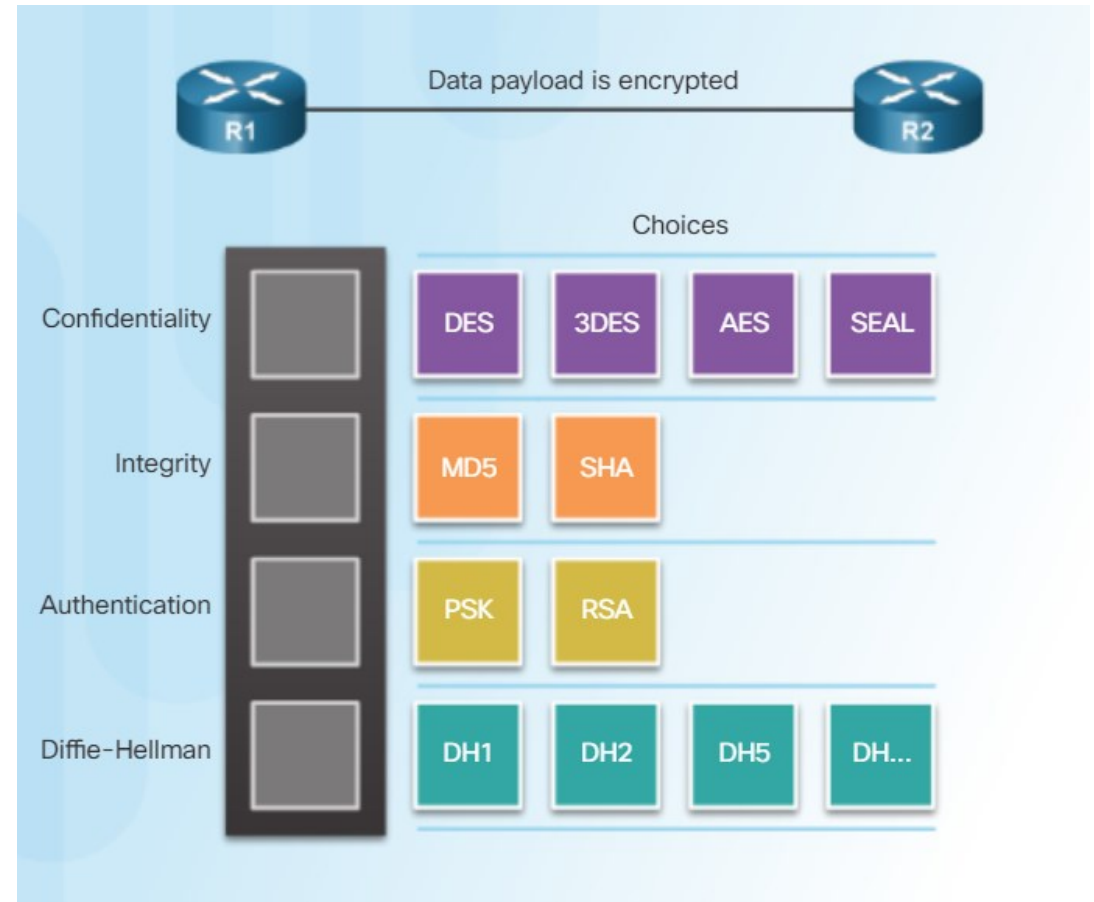 Data payload is encrypted
R1
R2
Choices
Confidentiality DES 3DES AES SEAL
Integrity MD5 SHA
Authentication PSK RSA
Diffie-Hellman DH1 DH2 DH5 DH...